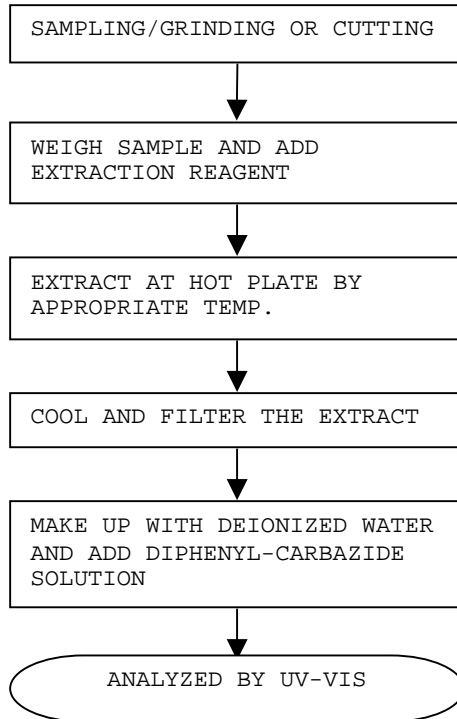 SAMPLING/GRINDING OR CUTTING
WEIGH SAMPLE AND ADD
EXTRACTION REAGENT
EXTRACT AT HOT PLATE BY
APPROPRIATE TEMP.
COOL AND FILTER THE EXTRACT
MAKE UP WITH DEIONIZED WATER
AND ADD DIPHENYL-CARBAZIDE
SOLUTION
ANALYZED BY UV-VIS